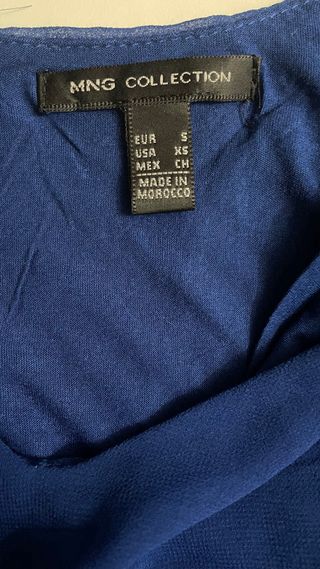 MNG COLLECTION
EUR S
USA XS
MEX CH
MADE IN
MOROCCO